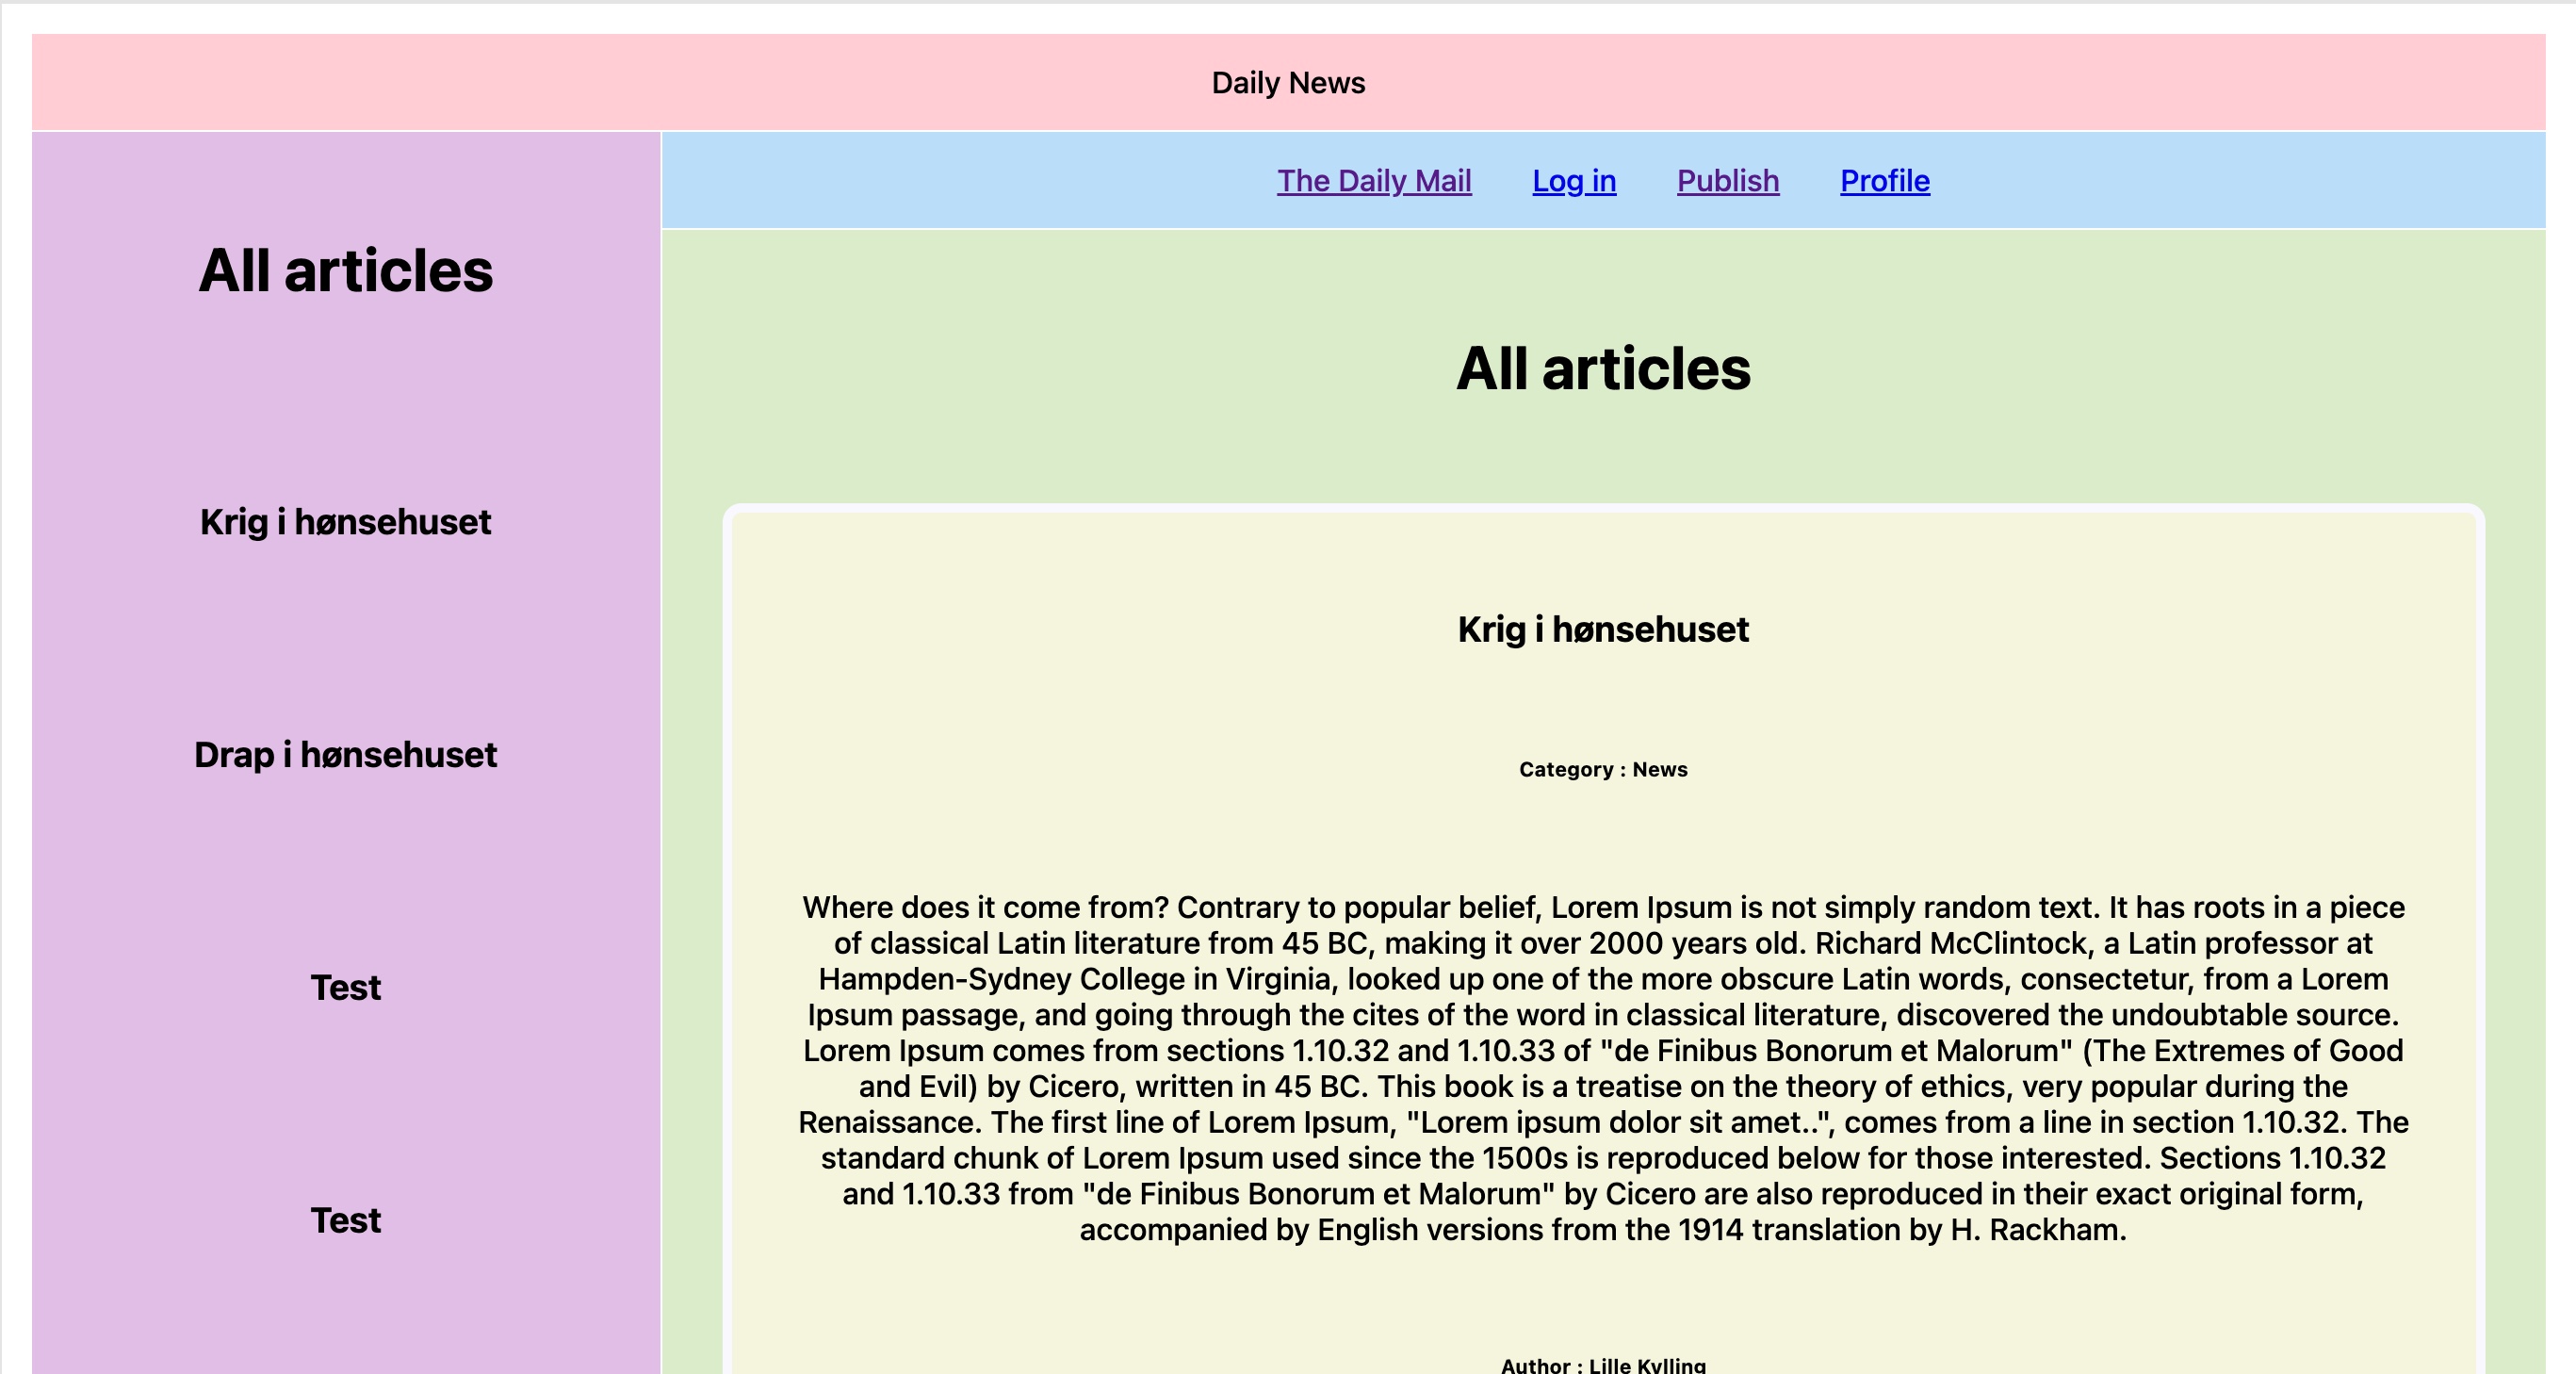 Daily News
The Daily Mail Log in Publish Profile
All articles
Krig i hønsehuset
Drap i hønsehuset
Test
Test
All articles
Krig i hønsehuset
Category : News
Where does it come from? Contrary to popular belief, Lorem Ipsum is not simply random text. It has roots in a piece
of classical Latin literature from 45 BC, making it over 2000 years old. Richard McClintock, a Latin professor at
Hampden-Sydney College in Virginia, looked up one of the more obscure Latin words, consectetur, from a Lorem
Ipsum passage, and going through the cites of the word in classical literature, discovered the undoubtable source.
Lorem Ipsum comes from sections 1.10.32 and 1.10.33 of "de Finibus Bonorum et Malorum" (The Extremes of Good
and Evil) by Cicero, written in 45 BC. This book is a treatise on the theory of ethics, very popular during the
Renaissance. The first line of Lorem Ipsum, "Lorem ipsum dolor sit amet..", comes from a line in section 1.10.32. The
standard chunk of Lorem Ipsum used since the 1500s is reproduced below for those interested. Sections 1.10.32
and 1.10.33 from "de Finibus Bonorum et Malorum" by Cicero are also reproduced in their exact original form,
accompanied by English versions from the 1914 translation by H. Rackham.
Author : Lille Kylling